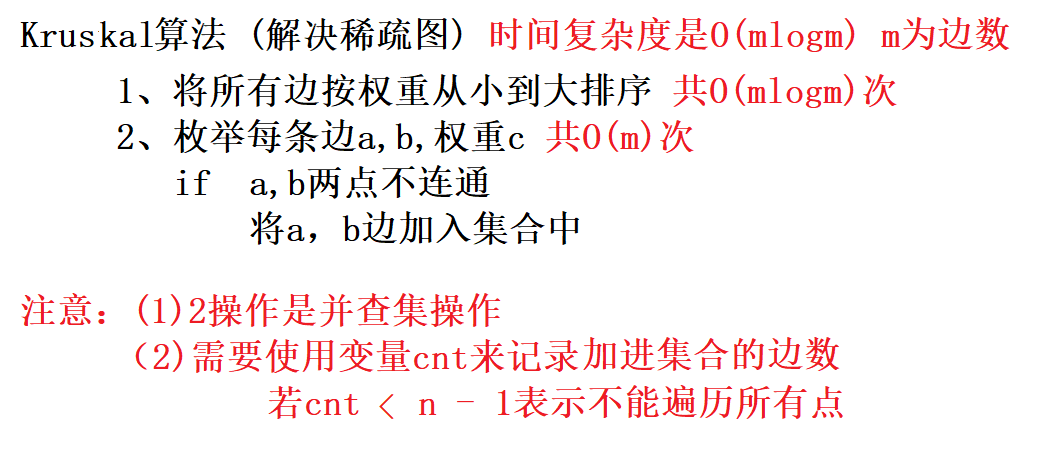 Kruskal算法 (解决稀疏图) 时间复杂度是O(mlogm) m为边数
1、将所有边按权重从小到大排序 共O(mlogm)次
2、枚举每条边a,b,权重c 共O(m)次
if a,b两点不连通
将a，b边加入集合中
注意：(1)2操作是并查集操作
（2)需要使用变量cnt来记录加进集合的边数
若cnt < n - 1表示不能遍历所有点